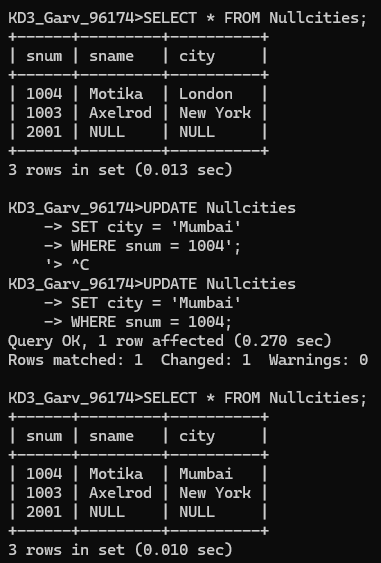 KD3_Garv_96174>SELECT * FROM Nullcities;
+------+---------+----------+
| snum | sname   | city     |
+------+---------+----------+
| 1004 | Motika  | London   |
| 1003 | Axelrod | New York |
| 2001 | NULL    | NULL     |
+------+---------+----------+
3 rows in set (0.013 sec)

KD3_Garv_96174>UPDATE Nullcities
    -> SET city = 'Mumbai'
    -> WHERE snum = 1004';
    '> ^C
KD3_Garv_96174>UPDATE Nullcities
    -> SET city = 'Mumbai'
    -> WHERE snum = 1004;
Query OK, 1 row affected (0.270 sec)
Rows matched: 1  Changed: 1  Warnings: 0

KD3_Garv_96174>SELECT * FROM Nullcities;
+------+---------+----------+
| snum | sname   | city     |
+------+---------+----------+
| 1004 | Motika  | Mumbai   |
| 1003 | Axelrod | New York |
| 2001 | NULL    | NULL     |
+------+---------+----------+
3 rows in set (0.010 sec)